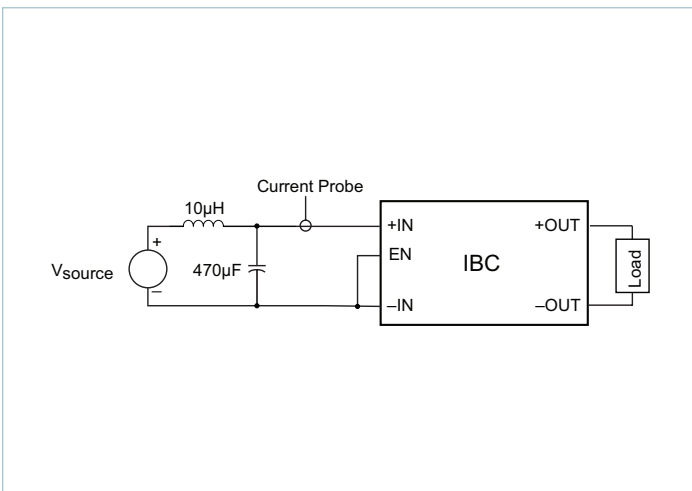 Current Probe
10µH
+IN
+OUT
+
EN
Vsource
470µF
IBC
Load
–
–IN
–OUT